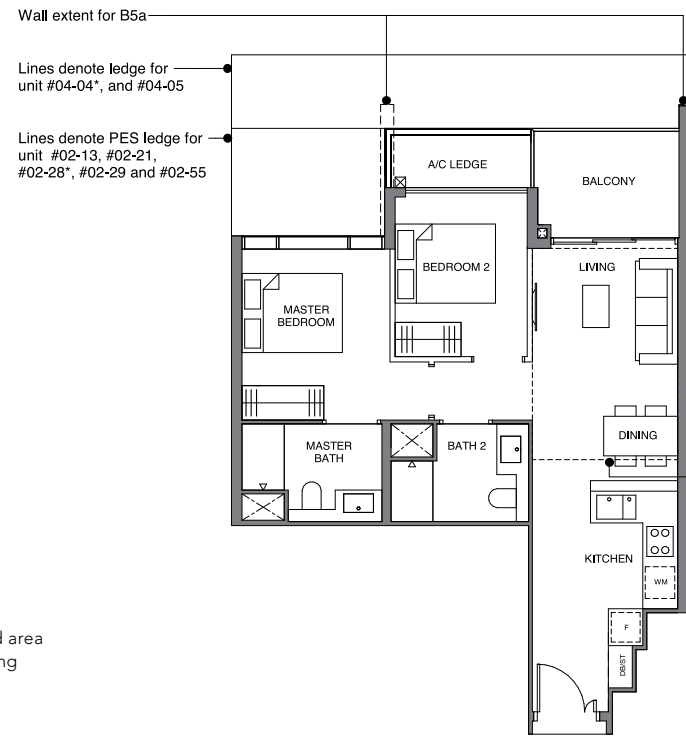 Wall extent for B5a
Lines denote ledge for
unit #04-04*, and #04-05
Lines denote PES ledge for
unit #02-13, #02-21,
#02-28*, #02-29 and #02-55
A/C LEDGE
BALCONY
BEDROOM 2
LIVING
MASTER
BEDROOM
DINING
MASTER
BATH
BATH 2
KITCHEN
WM
F
DB/ST
area